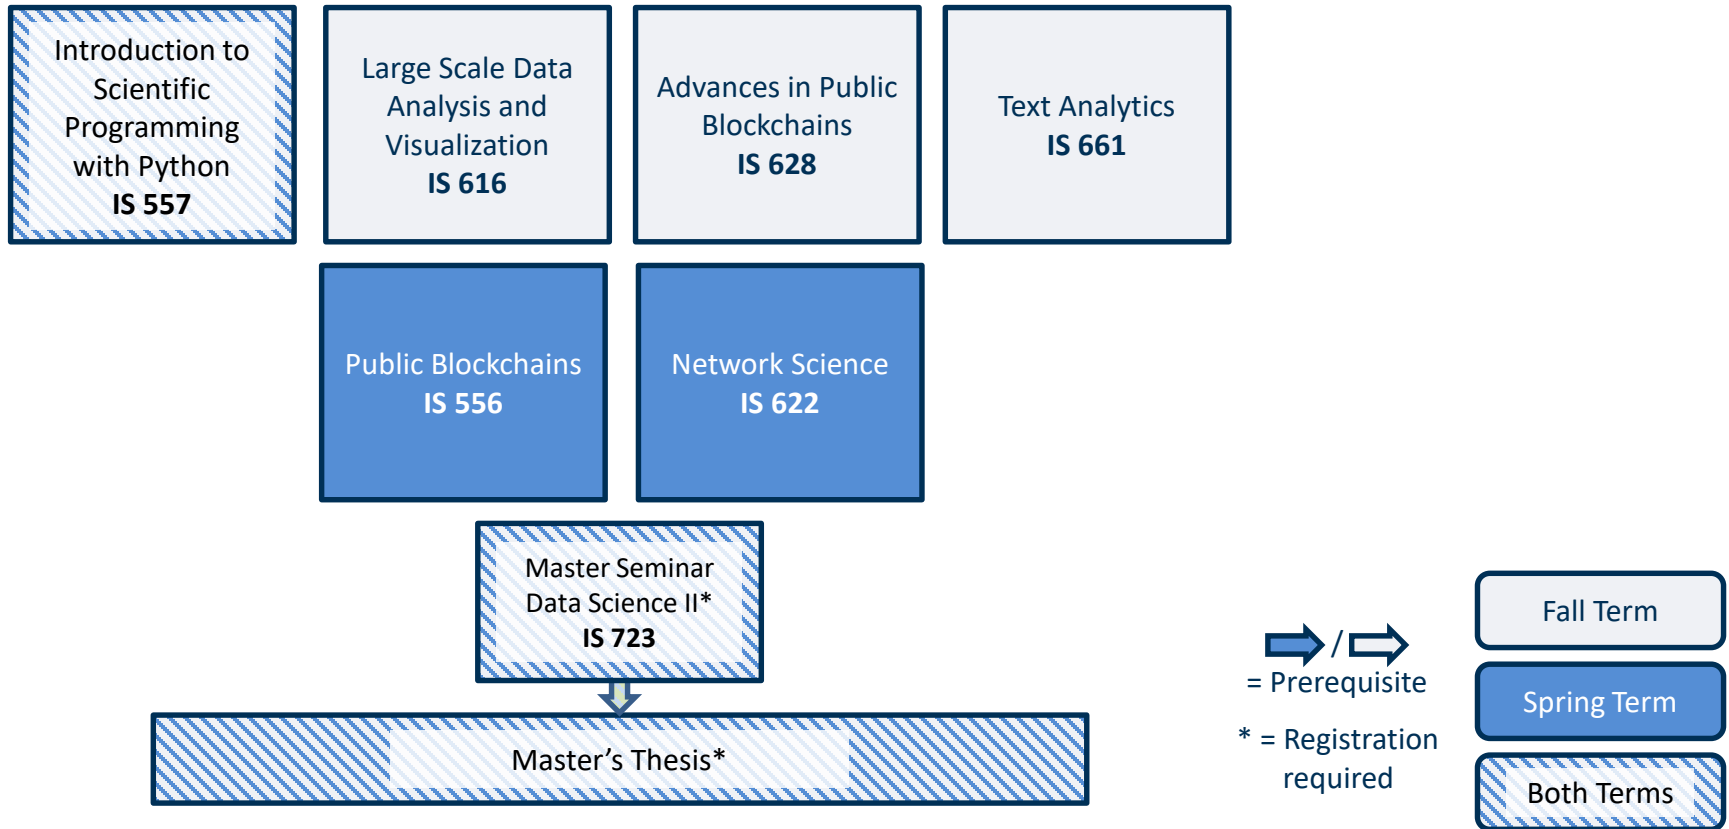 Introduction to
Scientific
Programming
with Python
IS 557
Large Scale Data
Analysis and
Visualization
IS 616
Advances in Public
Blockchains
IS 628
Text Analytics
IS 661
Public Blockchains
IS 556
Network Science
IS 622
Master Seminar
Data Science II*
IS 723
Master’s Thesis*
/
= Prerequisite
* = Registration
required
Fall Term
Spring Term
Both Terms